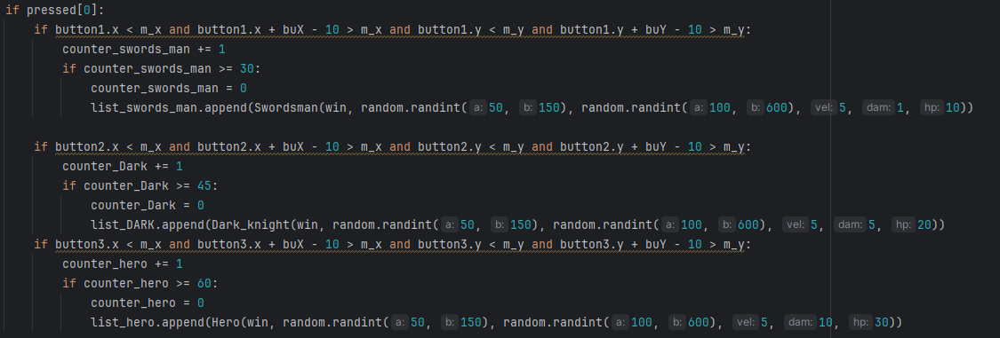 if pressed[0]:
    if button1.x < m_x and button1.x + buX - 10 > m_x and button1.y < m_y and button1.y + buY - 10 > m_y:
        counter_swords_man += 1
        if counter_swords_man >= 30:
            counter_swords_man = 0
            list_swords_man.append(Swordsman(win, random.randint( a: 50,  b: 150), random.randint( a: 100,  b: 600),  vel: 5,  dam: 1,  hp: 10))

    if button2.x < m_x and button2.x + buX - 10 > m_x and button2.y < m_y and button2.y + buY - 10 > m_y:
        counter_Dark += 1
        if counter_Dark >= 45:
            counter_Dark = 0
            list_DARK.append(Dark_knight(win, random.randint( a: 50,  b: 150), random.randint( a: 100,  b: 600),  vel: 5,  dam: 5,  hp: 20))
    if button3.x < m_x and button3.x + buX - 10 > m_x and button3.y < m_y and button3.y + buY - 10 > m_y:
        counter_hero += 1
        if counter_hero >= 60:
            counter_hero = 0
            list_hero.append(Hero(win, random.randint( a: 50,  b: 150), random.randint( a: 100,  b: 600),  vel: 5,  dam: 10,  hp: 30))